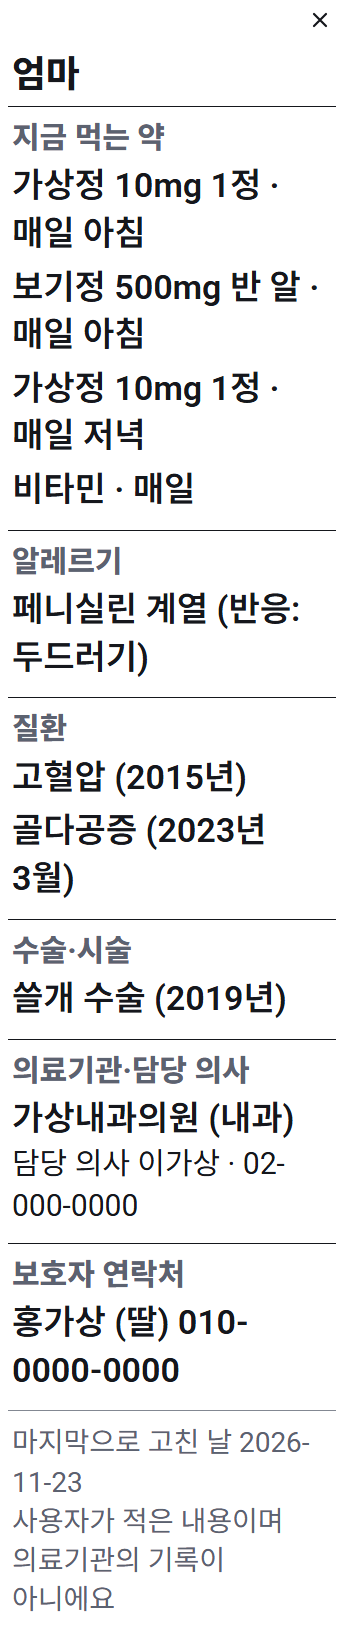 엄마
지금 먹는 약
가상정 10mg 1정 ·
매일 아침
보기정 500mg 반 알 ·
매일 아침
가상정 10mg 1정 ·
매일 저녁
비타민 · 매일
알레르기
페니실린 계열 (반응:
두드러기)
질환
고혈압 (2015년)
골다공증 (2023년
3월)
수술·시술
쓸개 수술 (2019년)
의료기관·담당 의사
가상내과의원 (내과)
담당 의사 이가상 · 02-
000-0000
보호자 연락처
홍가상 (딸) 010-
0000-0000
마지막으로 고친 날 2026-
11-23
사용자가 적은 내용이며
의료기관의 기록이
아니에요